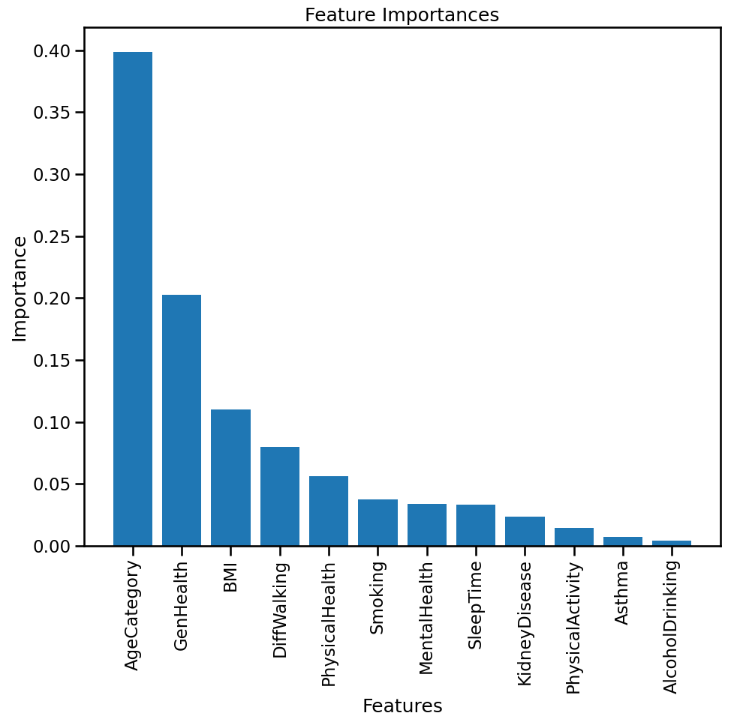 Feature Importances
0.40
0.35
0.30
0.25
0.20
0.15
0.10
0.05
0.00
Importance
AgeCategory
GenHealth
BMI
DiffWalking
PhysicalHealth
Smoking
MentalHealth
SleepTime
KidneyDisease
PhysicalActivity
Asthma
AlcoholDrinking
Features